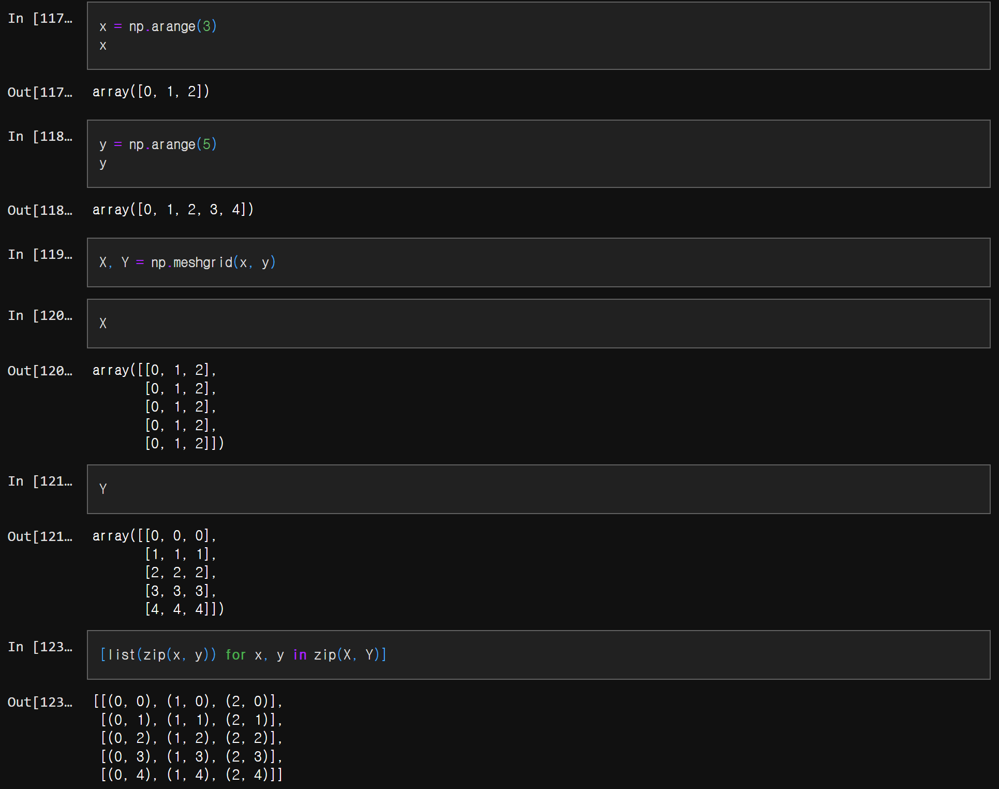 In [117…
x = np.arange(3)
x
Out[117… array([0, 1, 2])
In [118…
y = np.arange(5)
y
Out[118… array([0, 1, 2, 3, 4])
In [119…
X, Y = np.meshgrid(x, y)
In [120…
X
Out[120… array([[0, 1, 2],
       [0, 1, 2],
       [0, 1, 2],
       [0, 1, 2],
       [0, 1, 2]])
In [121…
Y
Out[121… array([[0, 0, 0],
       [1, 1, 1],
       [2, 2, 2],
       [3, 3, 3],
       [4, 4, 4]])
In [123…
[list(zip(x, y)) for x, y in zip(X, Y)]
Out[123… [[(0, 0), (1, 0), (2, 0)],
 [(0, 1), (1, 1), (2, 1)],
 [(0, 2), (1, 2), (2, 2)],
 [(0, 3), (1, 3), (2, 3)],
 [(0, 4), (1, 4), (2, 4)]]